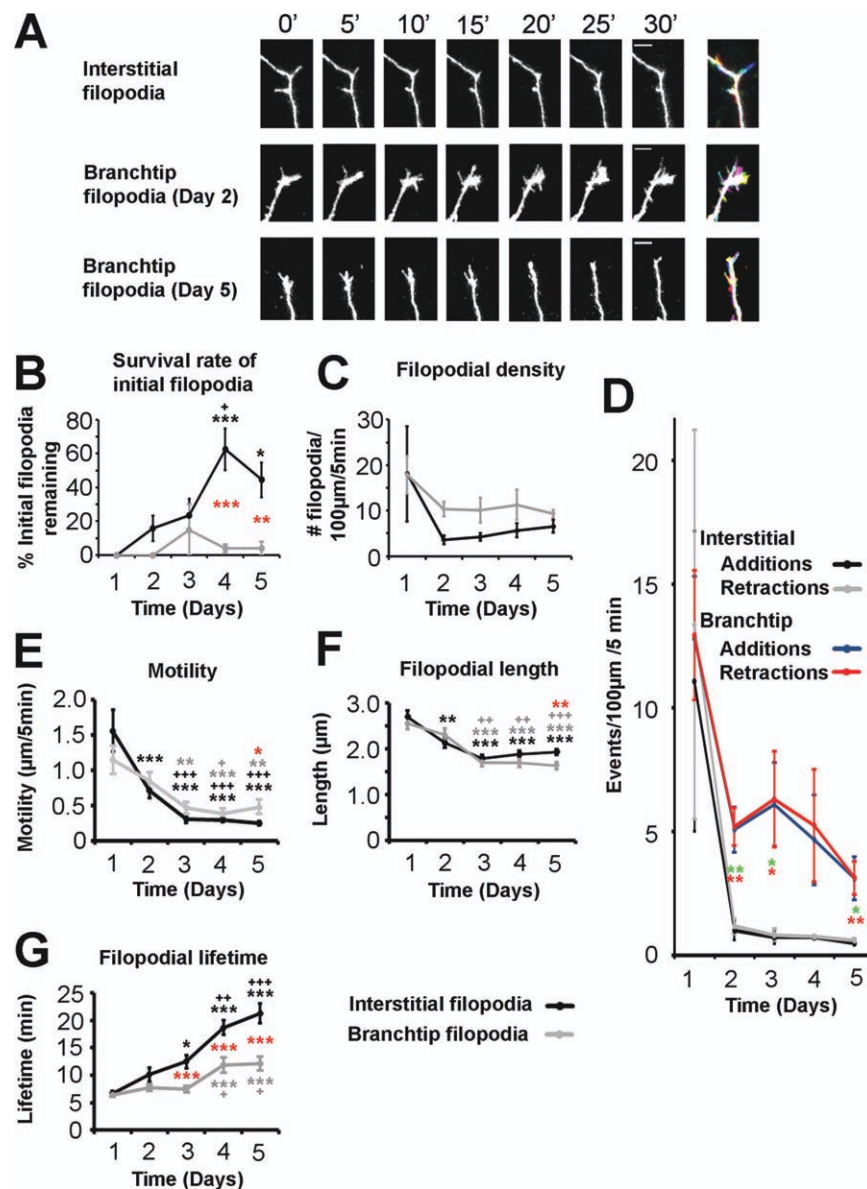 A
0' 5' 10' 15' 20' 25' 30'
Interstitial
filopodia
Branchtip
filopodia (Day 2)
Branchtip
filopodia (Day 5)
B
Survival rate of
initial filopodia
% Initial filopodia
remaining
80
60
40
20
0
+
***
*
***
**
1 2 3 4 5
Time (Days)
C
Filopodial density
# filopodia/
100µm/5min
30
20
10
0
1 2 3 4 5
Time (Days)
D
Events/100µm /5 min
20
15
10
5
0
Interstitial
Additions
Retractions
Branchtip
Additions
Retractions
**
**
*
*
*
**
1 2 3 4 5
Time (Days)
E
Motility
Motility (µm/5min)
2.0
1.5
1.0
0.5
0
***
**
+++
***
+
***
+++
***
*
**
+++
***
1 2 3 4 5
Time (Days)
F
Filopodial length
Length (µm)
3.0
2.0
1.0
0
**
++
***
***
++
***
***
**
+++
***
***
1 2 3 4 5
Time (Days)
G
Filopodial lifetime
Lifetime (min)
25
20
15
10
5
0
*
***
++
***
***
***
+
+++
***
***
***
+
1 2 3 4 5
Time (Days)
Interstitial filopodia
Branchtip filopodia